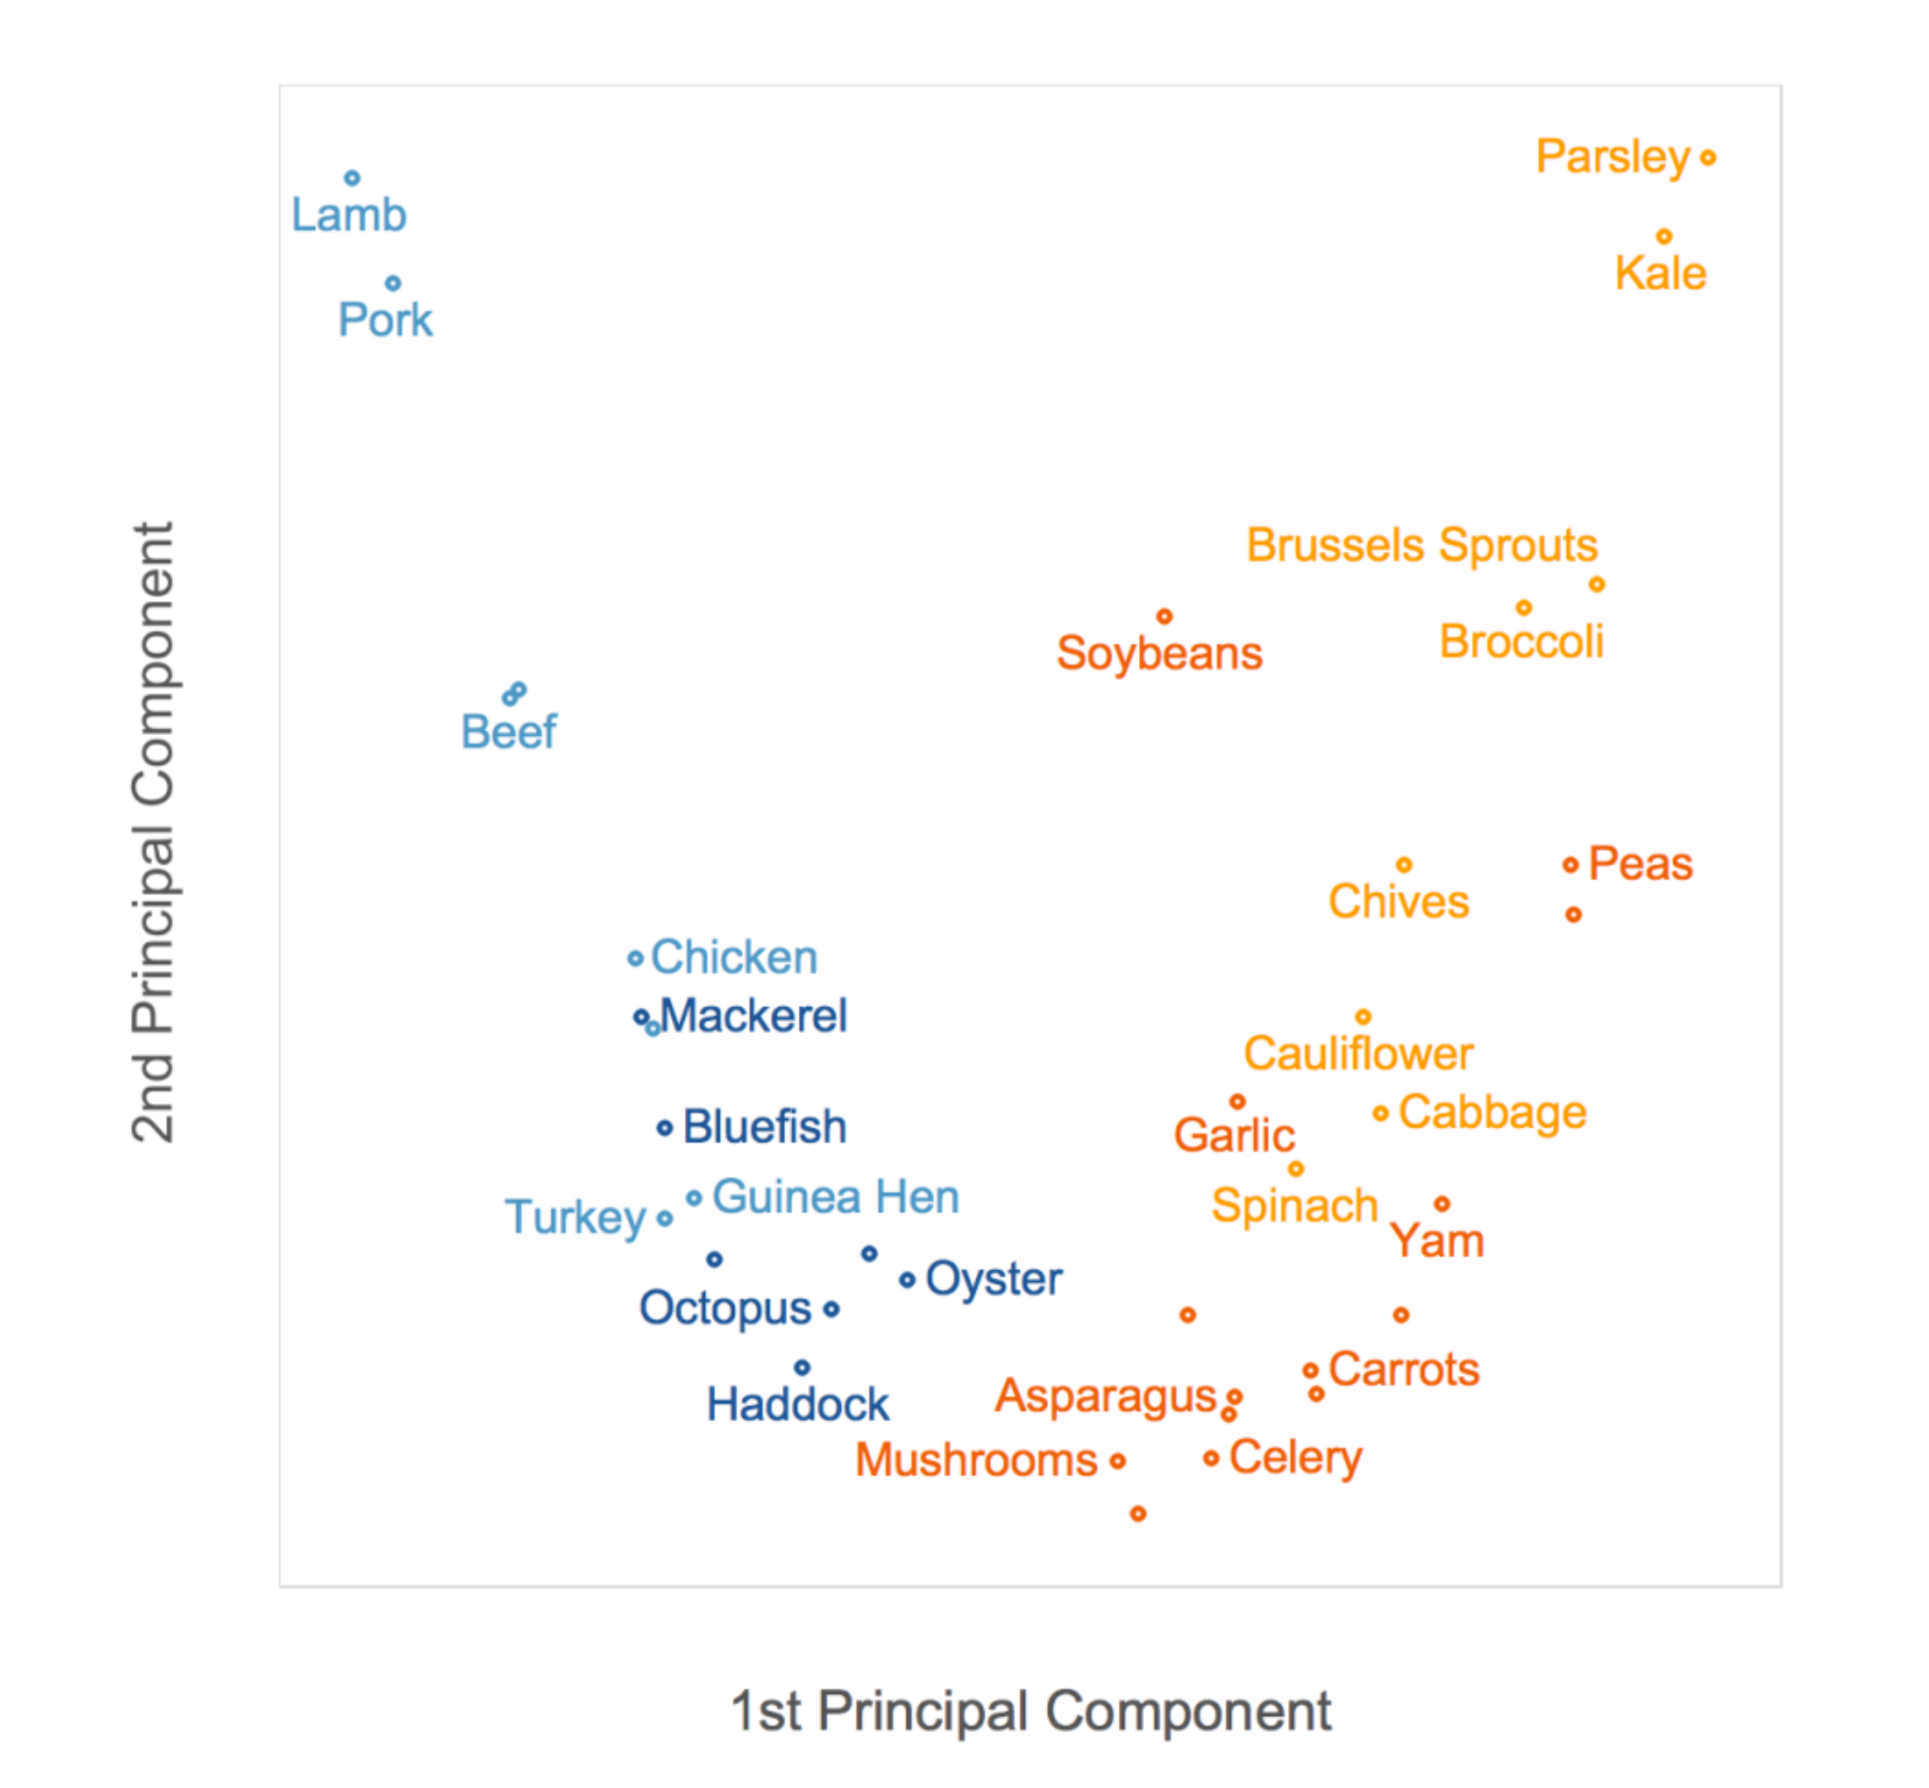 Parsley
Lamb
Kale
Pork
Brussels Sprouts
Broccoli
Soybeans
Beef
Peas
Chives
Chicken
Mackerel
Cauliflower
Cabbage
Bluefish
Garlic
Guinea Hen
Spinach
Turkey
Yam
Oyster
Octopus
Carrots
Asparagus
Haddock
Mushrooms
Celery
2nd Principal Component
1st Principal Component